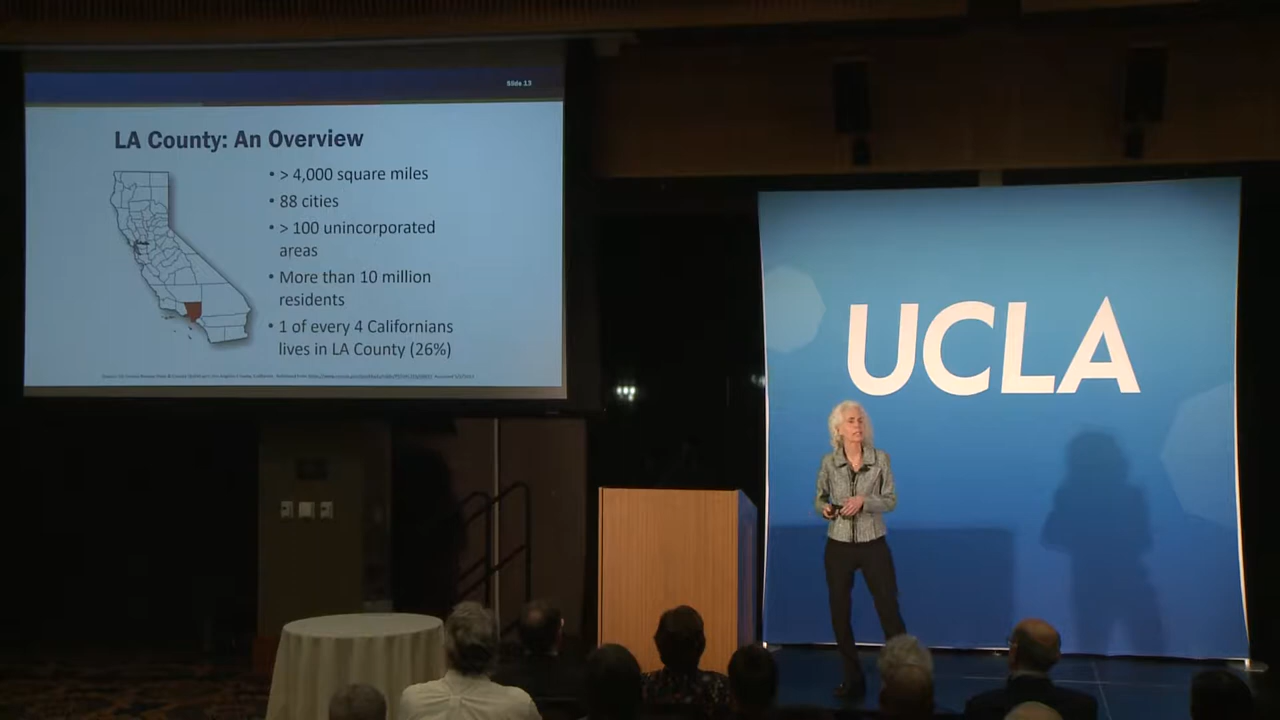 Slide 13
LA County: An Overview
• > 4,000 square miles
• 88 cities
• > 100 unincorporated
areas
• More than 10 million
residents
• 1 of every 4 Californians
lives in LA County (26%)
UCLA